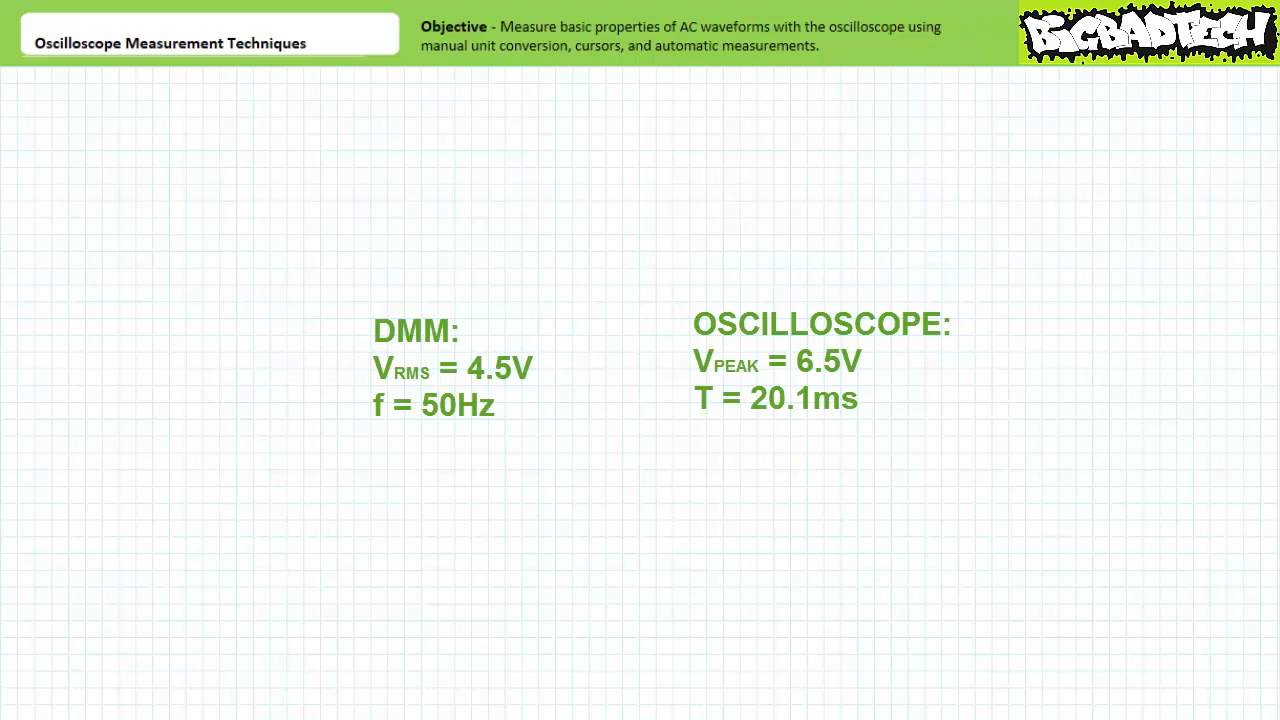 Oscilloscope Measurement Techniques
Objective - Measure basic properties of AC waveforms with the oscilloscope using
manual unit conversion, cursors, and automatic measurements.
BIGBADTECH
DMM:
VRMS = 4.5V
f = 50Hz
OSCILLOSCOPE:
VPEAK = 6.5V
T = 20.1ms